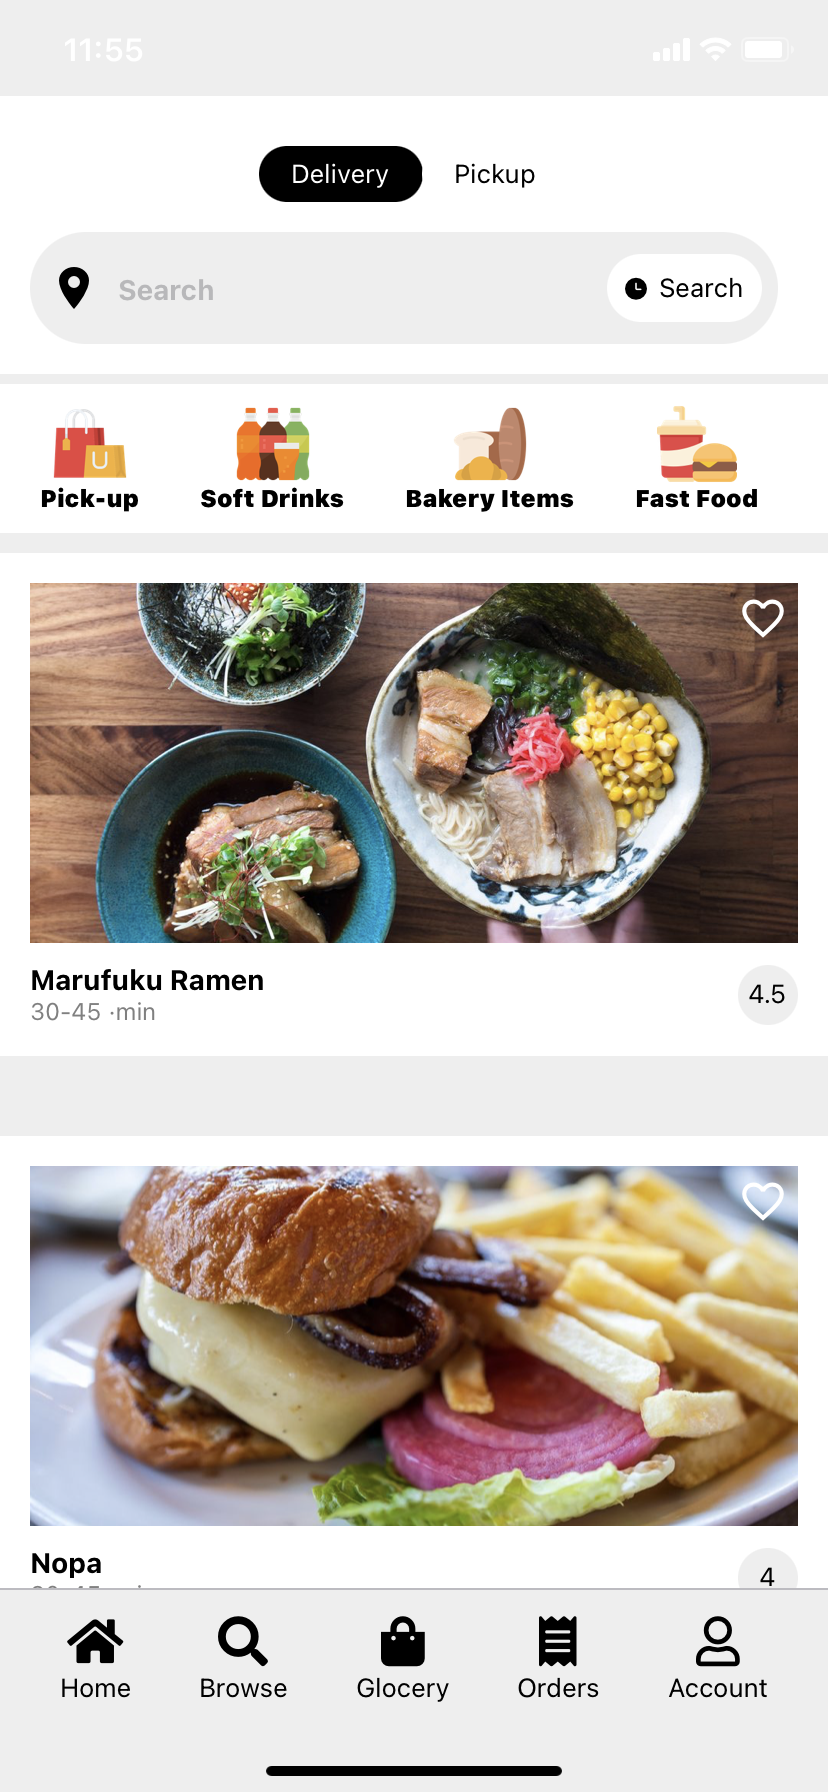 11:55
Delivery Pickup
Search Search
Pick-up Soft Drinks Bakery Items Fast Food
Marufuku Ramen
30-45 ·min
4.5
Nopa
4
Home Browse Glocery Orders Account